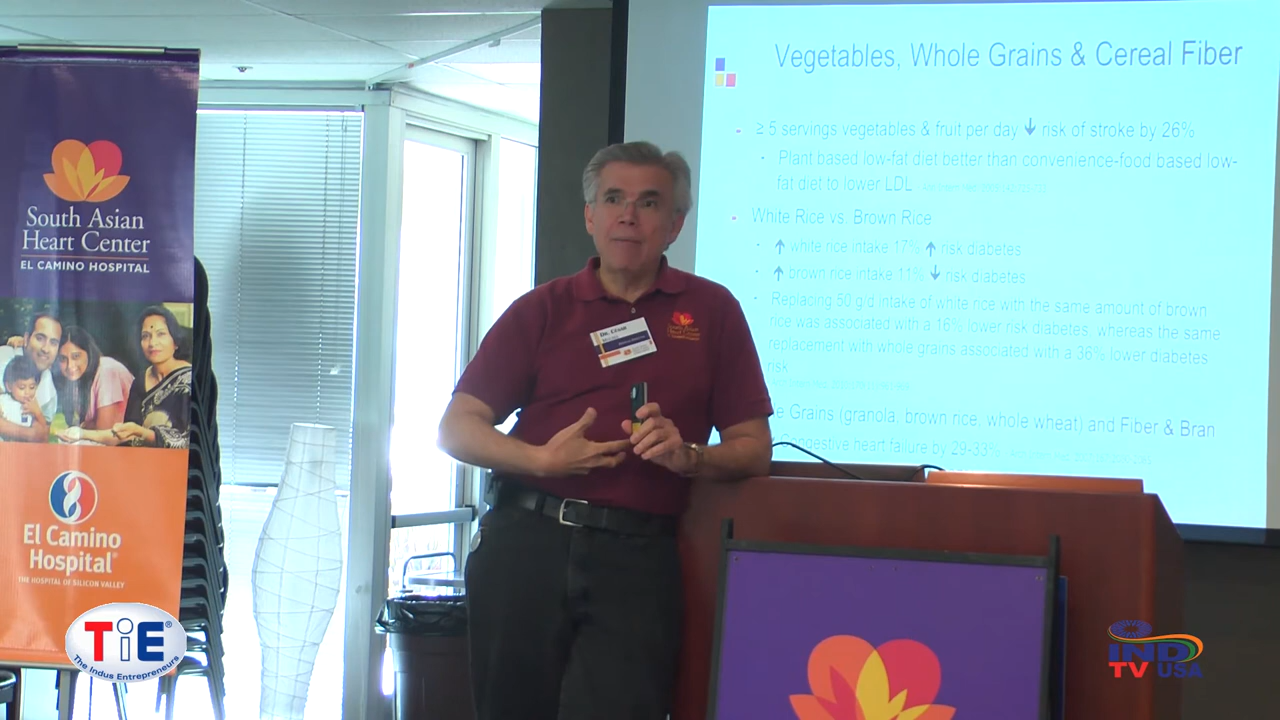 South Asian
Heart Center
EL CAMINO HOSPITAL
El Camino
Hospital®
THE HOSPITAL OF SILICON VALLEY
TiE®
The Indus Entrepreneurs
DR. CESAR
South Asian
Heart Center
Vegetables, Whole Grains & Cereal Fiber
≥ 5 servings vegetables & fruit per day ↓ risk of stroke by 26%
Plant based low-fat diet better than convenience-food based low-
fat diet to lower LDL
White Rice vs. Brown Rice
↑ white rice intake 17% ↑ risk diabetes
↑ brown rice intake 11% ↓ risk diabetes
Replacing 50 g/d intake of white rice with the same amount of brown
rice was associated with a 16% lower risk diabetes, whereas the same
replacement with whole grains associated with a 36% lower diabetes
risk
e Grains (granola, brown rice, whole wheat) and Fiber & Bran
Congestive heart failure by 29-33%
IND
TV USA